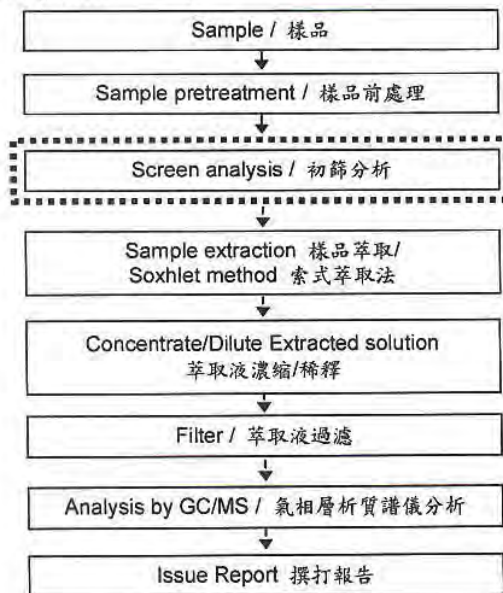 Sample / 樣品
Sample pretreatment / 樣品前處理
Screen analysis / 初篩分析
Sample extraction 樣品萃取/
Soxhlet method 索式萃取法
Concentrate/Dilute Extracted solution
萃取液濃縮/稀釋
Filter / 萃取液過濾
Analysis by GC/MS / 氣相層析質譜儀分析
Issue Report 撰打報告